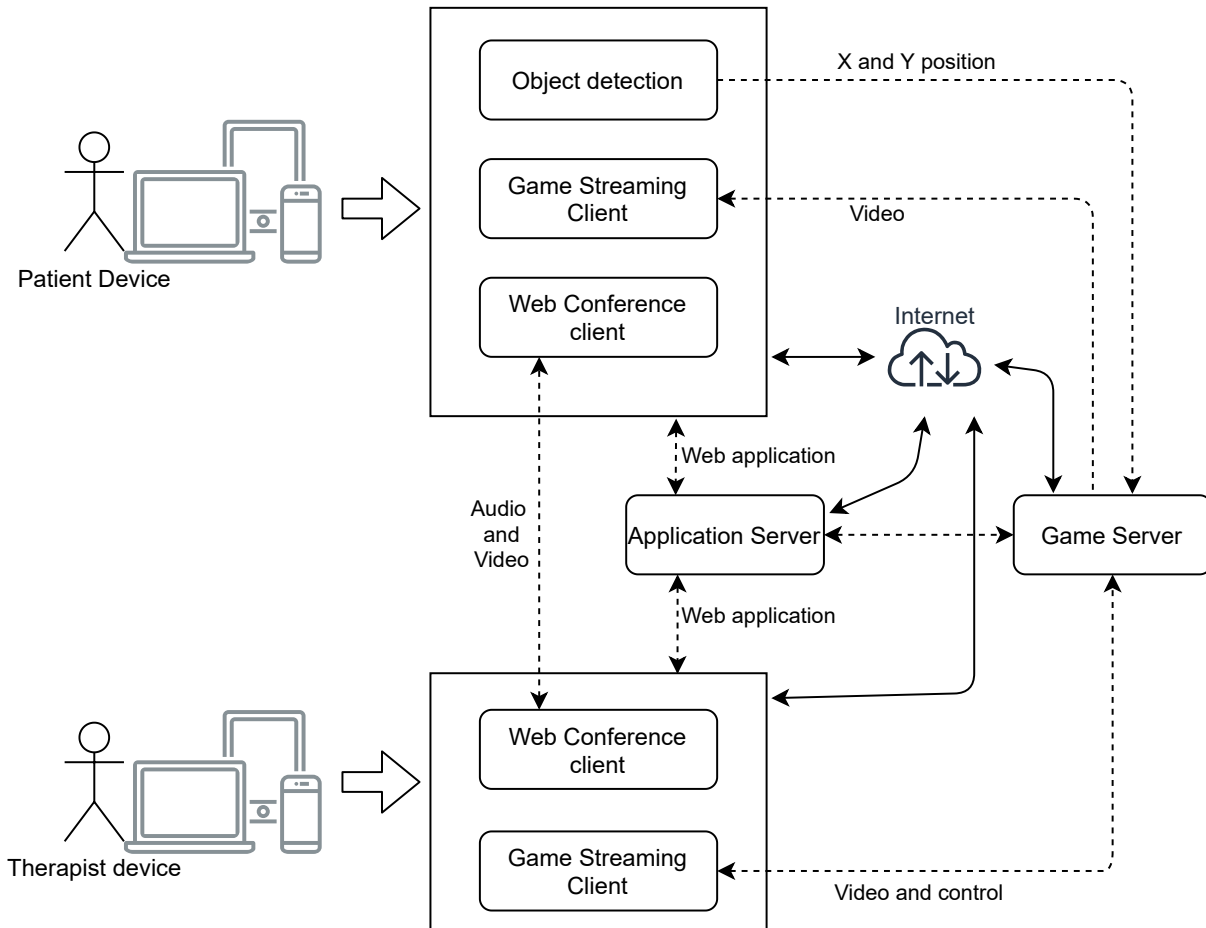 Object detection
X and Y position
Game Streaming
Client
Video
Patient Device
Web Conference
client
Internet
Web application
Audio
and
Video
Application Server
Game Server
Web application
Web Conference
client
Therapist device
Game Streaming
Client
Video and control